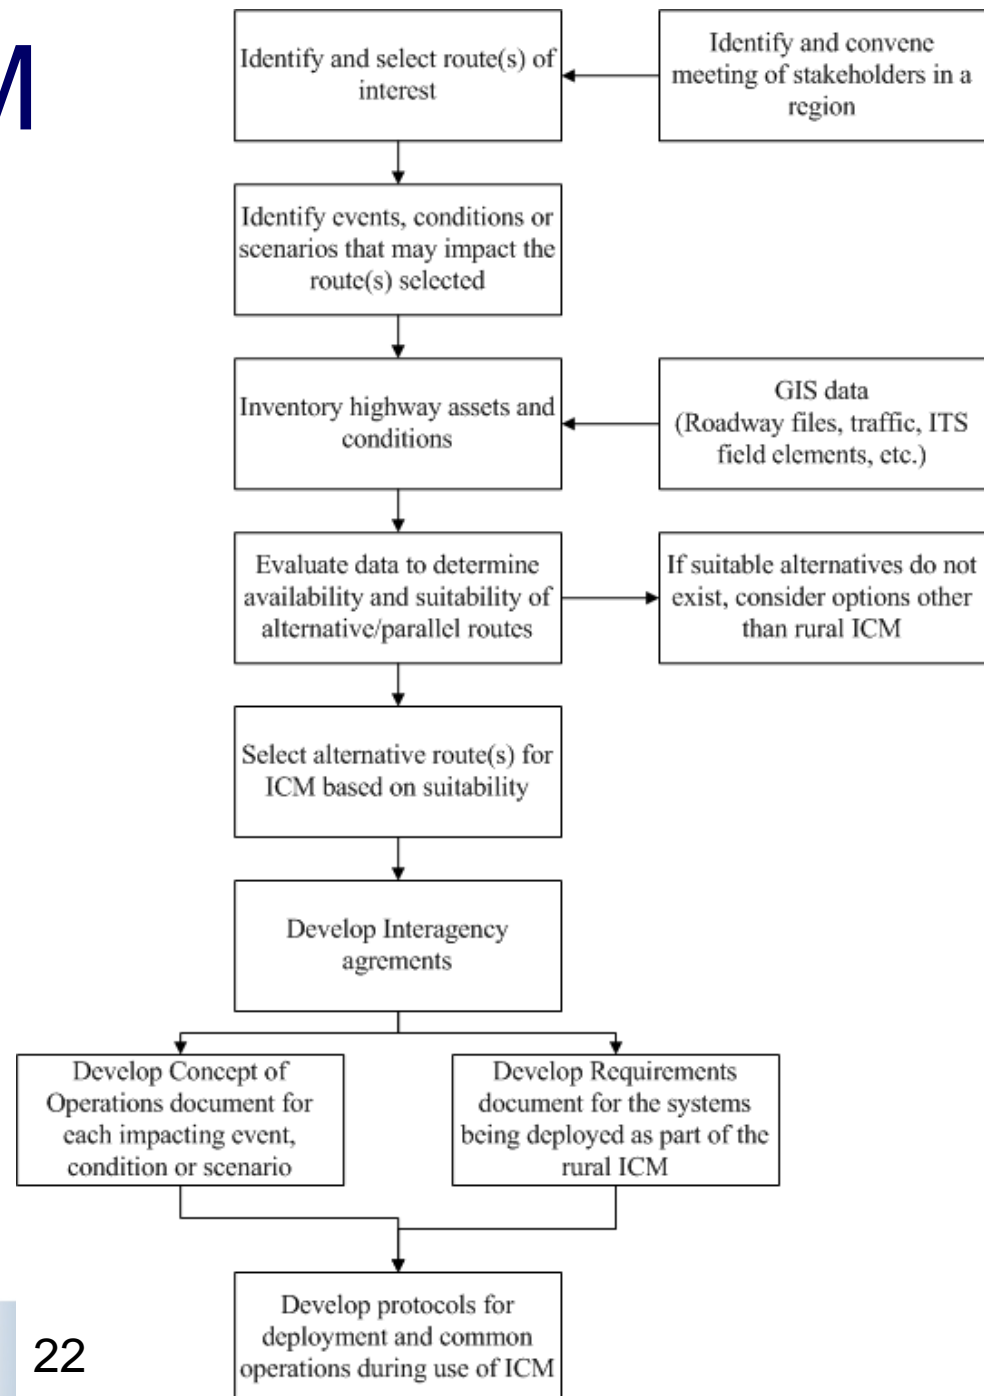 M
Identify and select route(s) of
interest
Identify and convene
meeting of stakeholders in a
region
Identify events, conditions or
scenarios that may impact the
route(s) selected
Inventory highway assets and
conditions
GIS data
(Roadway files, traffic, ITS
field elements, etc.)
Evaluate data to determine
availability and suitability of
alternative/parallel routes
If suitable alternatives do not
exist, consider options other
than rural ICM
Select alternative route(s) for
ICM based on suitability
Develop Interagency
agrements
Develop Concept of
Operations document for
each impacting event,
condition or scenario
Develop Requirements
document for the systems
being deployed as part of the
rural ICM
Develop protocols for
deployment and common
operations during use of ICM
22